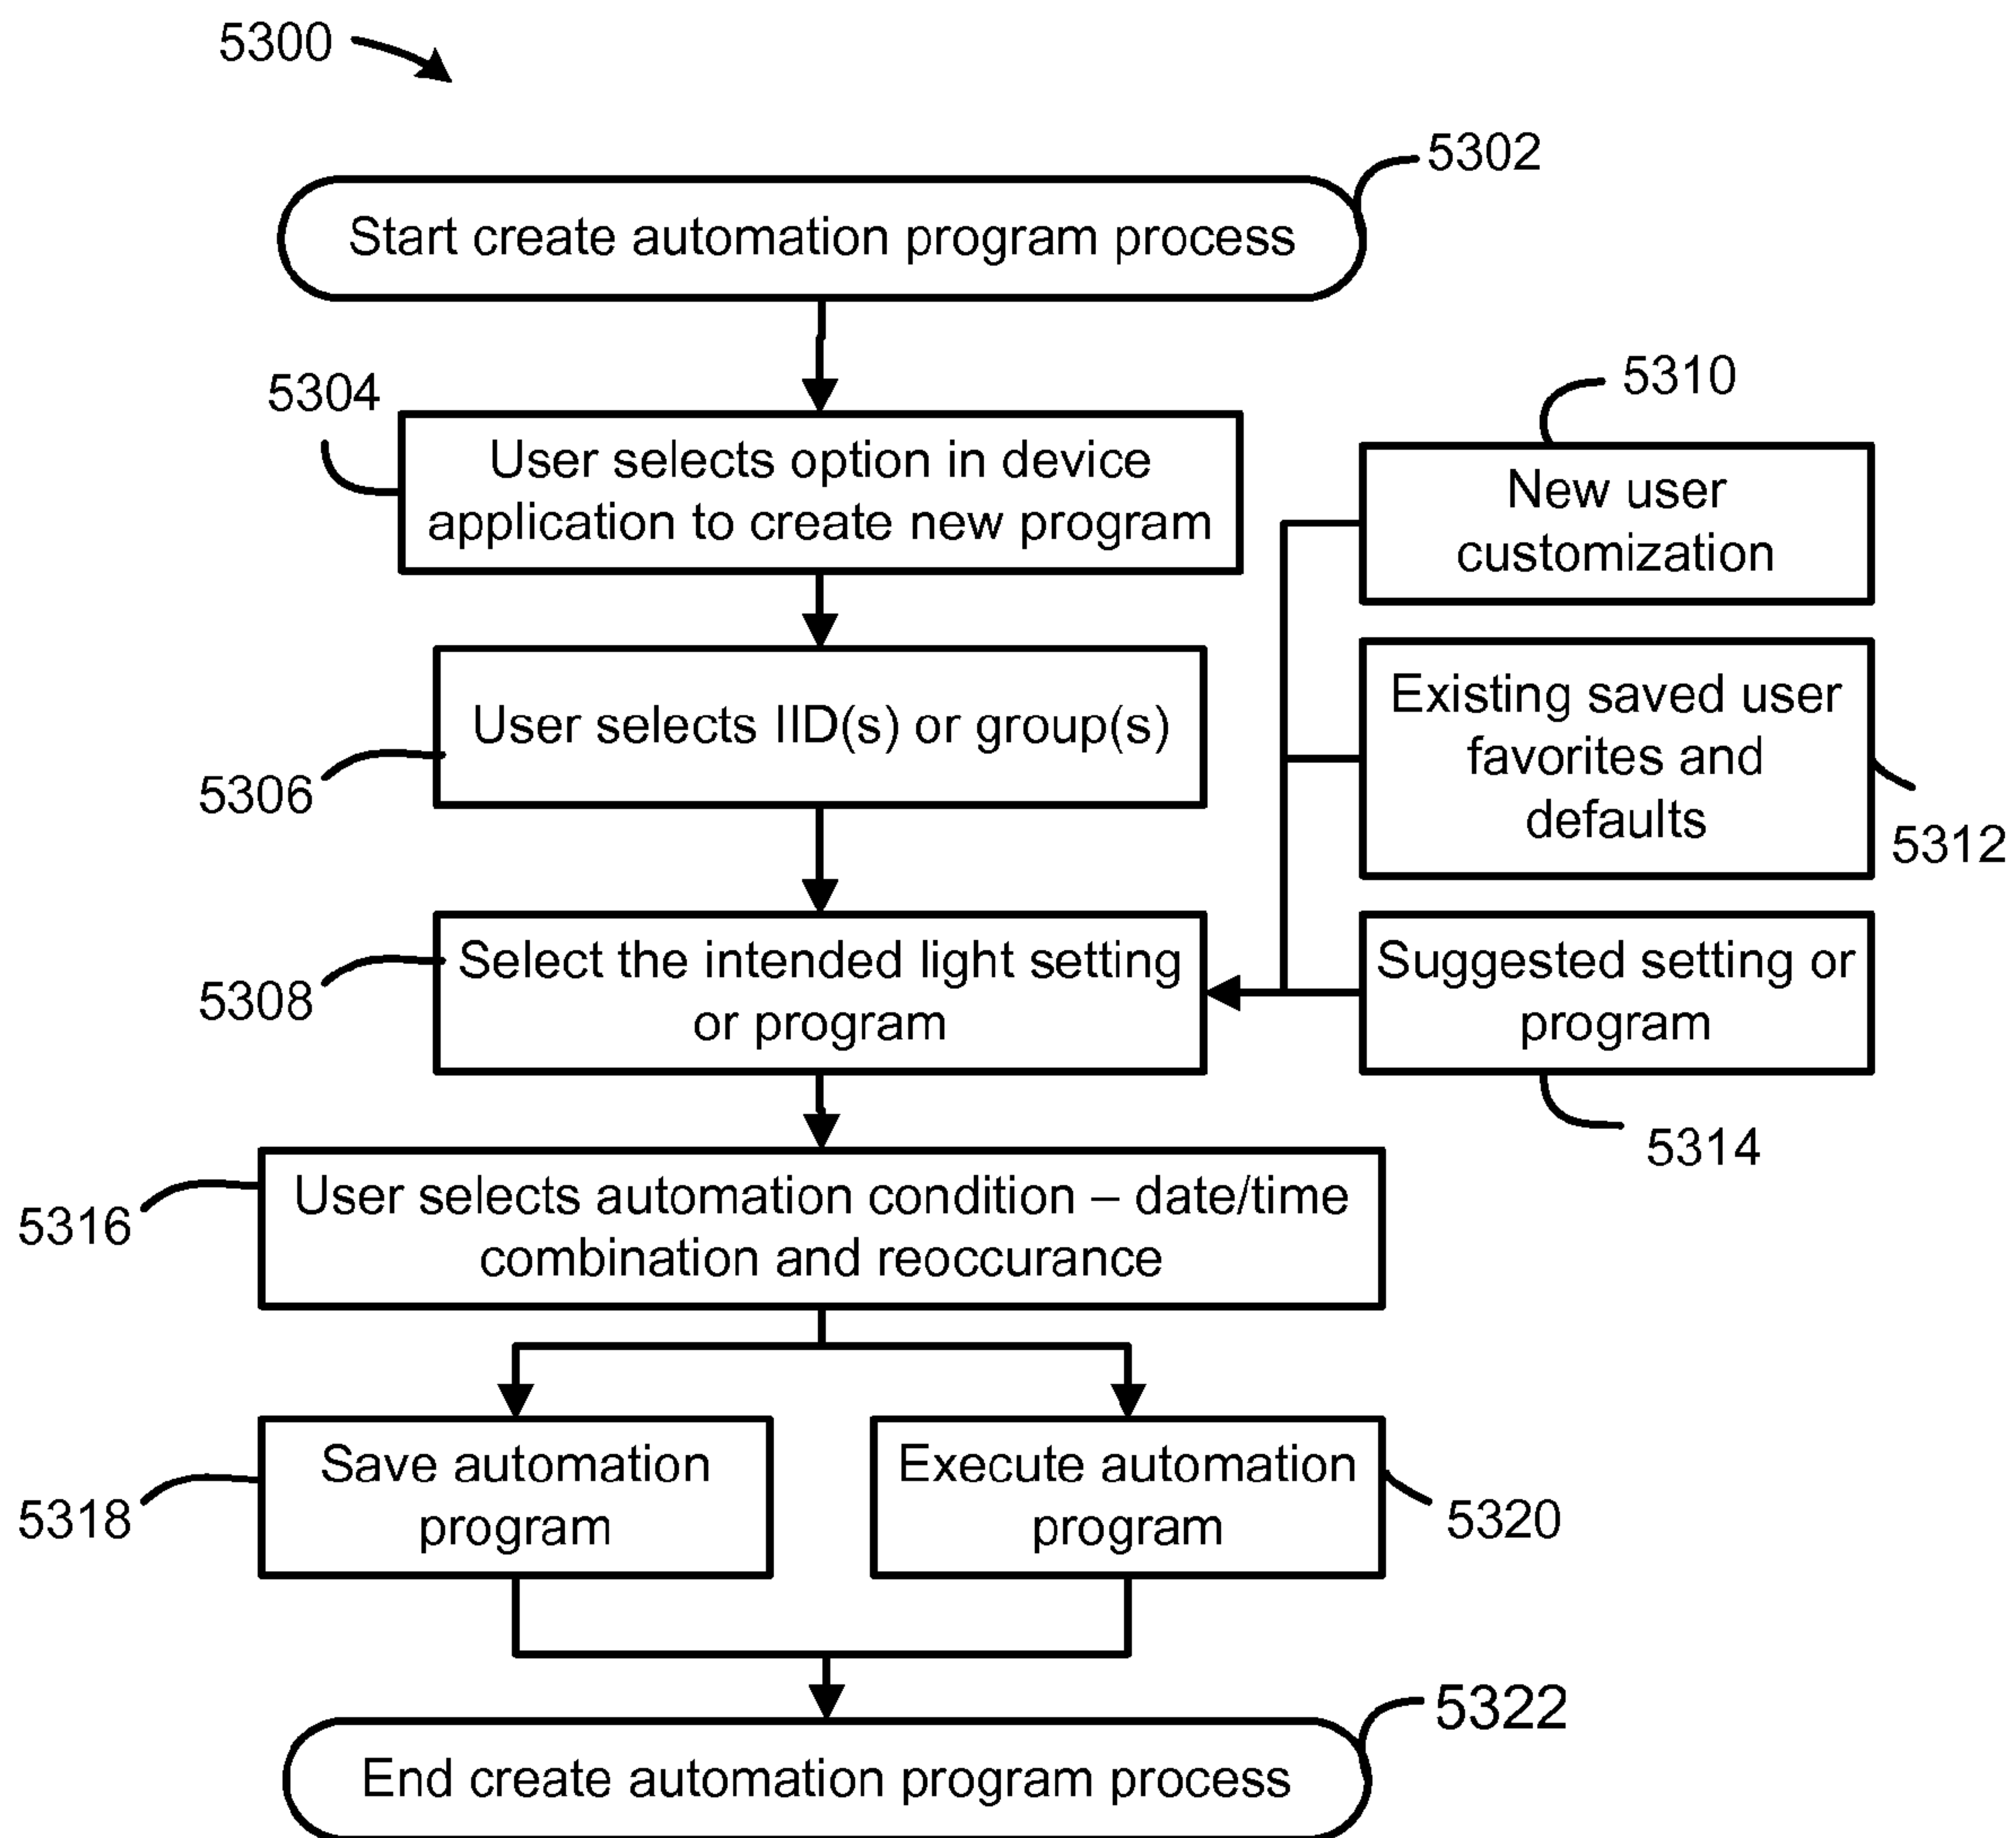 5300
5302
Start create automation program process
5304
User selects option in device
application to create new program
5310
New user
customization
User selects IID(s) or group(s)
5306
Existing saved user
favorites and
defaults
5312
Select the intended light setting
or program
5308
Suggested setting or
program
5314
User selects automation condition – date/time
combination and reoccurance
5316
Save automation
program
5318
Execute automation
program
5320
5322
End create automation program process